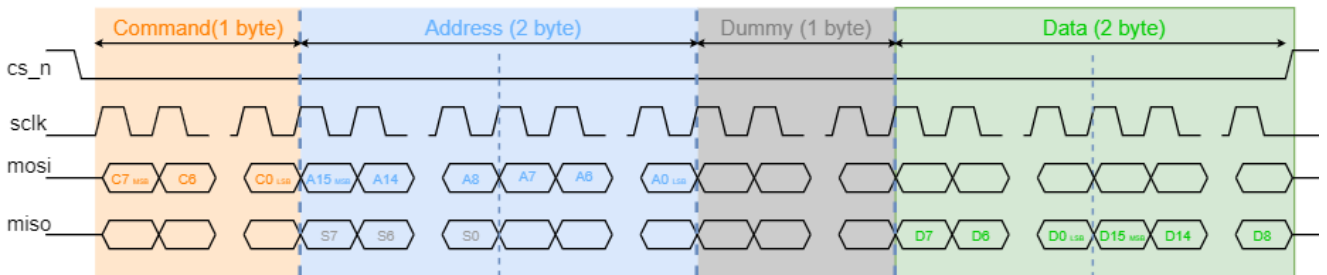 Command(1 byte) Address (2 byte) Dummy (1 byte) Data (2 byte)
cs_n
sclk
mosi C7 MSB C6 C0 LSB A15 MSB A14 A8 A7 A6 A0 LSB
miso S7 S6 S0 D7 D6 D0 LSB D15 MSB D14 D8